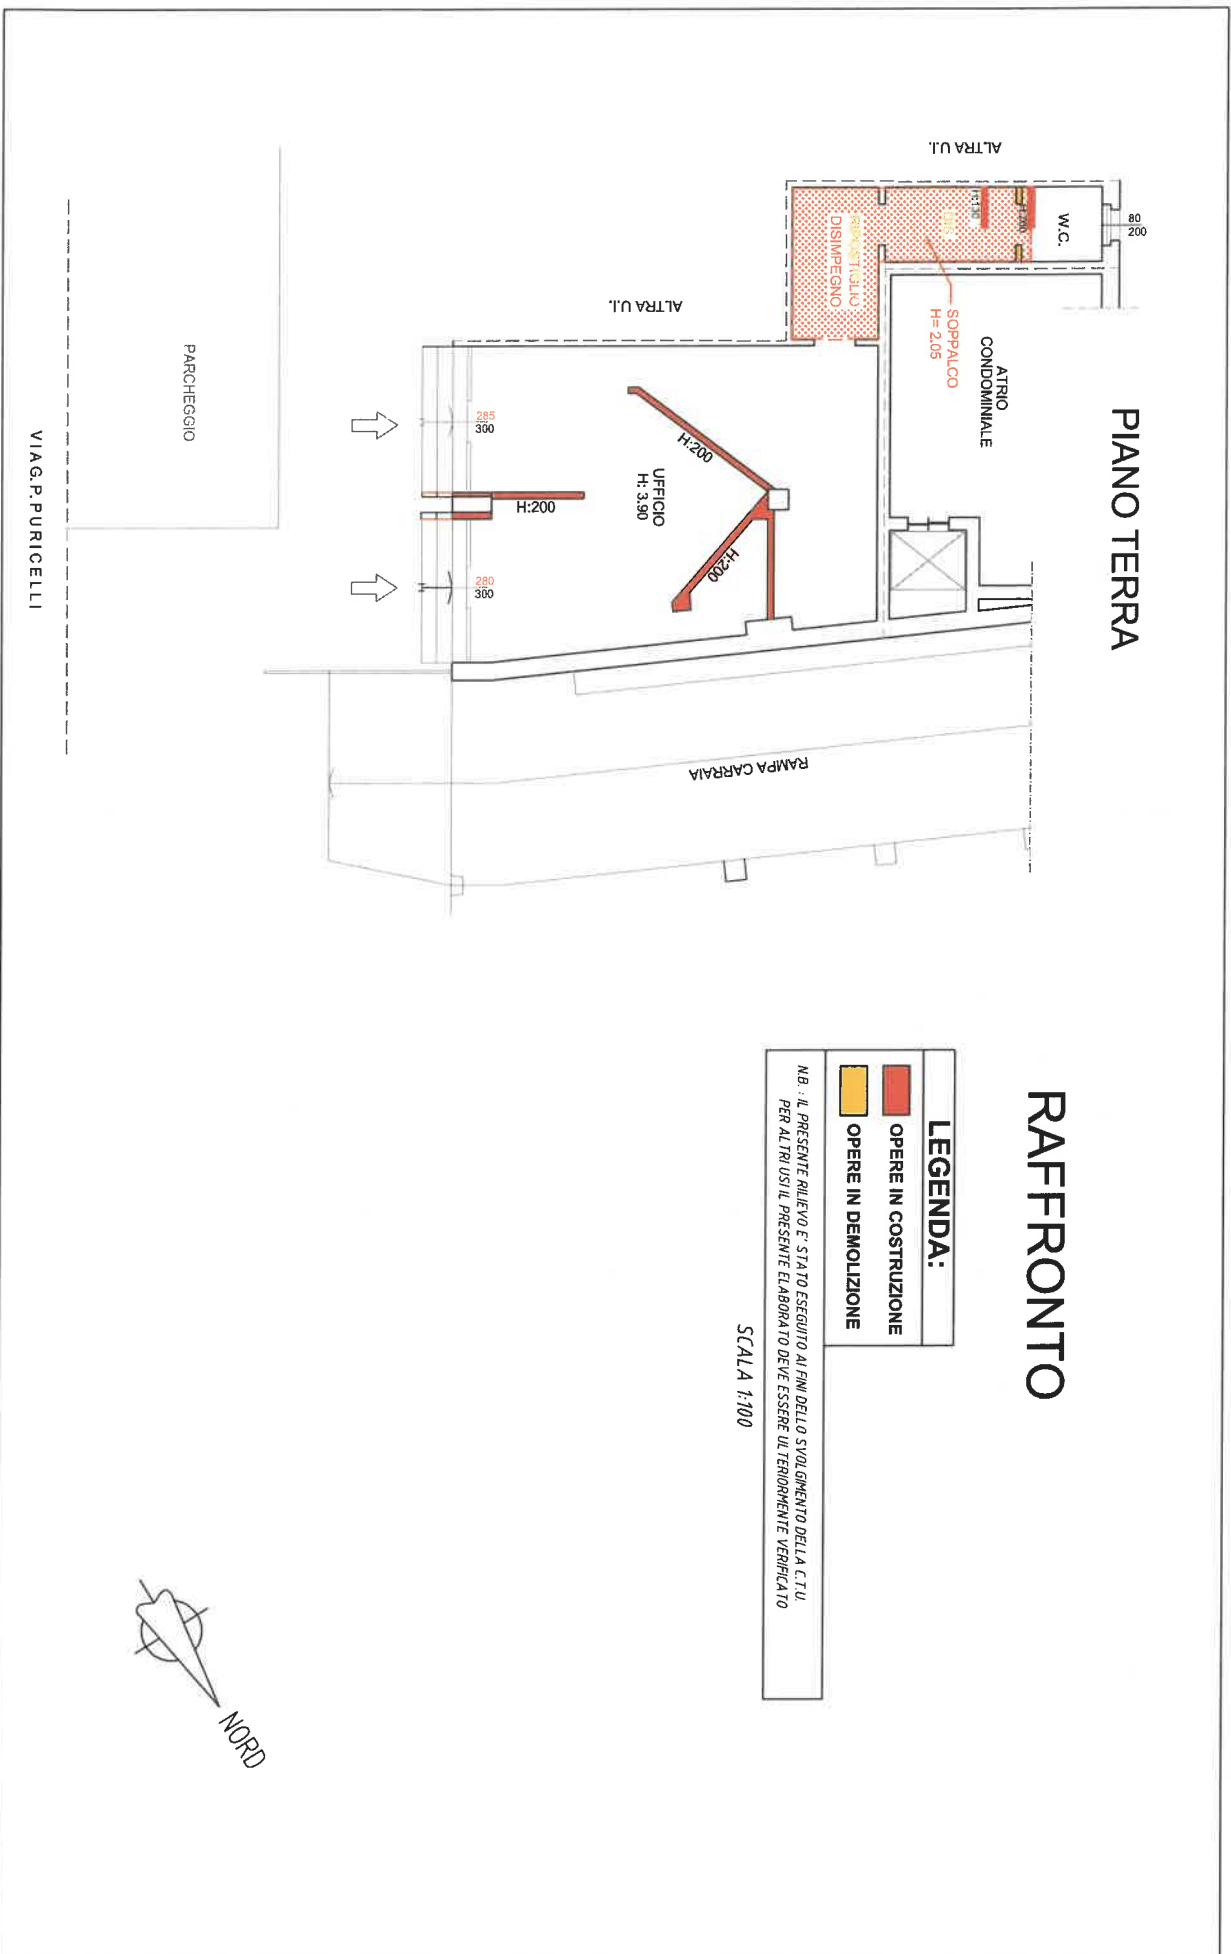 PIANO TERRA
ALTRA U.I.
80
200
W.C.
H:200
H:130
DIS.
RIPOSTIGLIO
DISIMPEGNO
SOPPALCO
H= 2.05
ATRIO
CONDOMINIALE
ALTRA U.I.
H:200
UFFICIO
H: 3.90
H:200
H:200
285
300
280
300
PARCHEGGIO
VIA G.P.PURICELLI
RAMPA CARRAIA
RAFFRONTO
LEGENDA:
OPERE IN COSTRUZIONE
OPERE IN DEMOLIZIONE
N.B. : IL PRESENTE RILIEVO E' STATO ESEGUITO AI FINI DELLO SVOLGIMENTO DELLA C.T.U.
PER ALTRI USI IL PRESENTE ELABORATO DEVE ESSERE ULTERIORMENTE VERIFICATO
SCALA 1:100
NORD